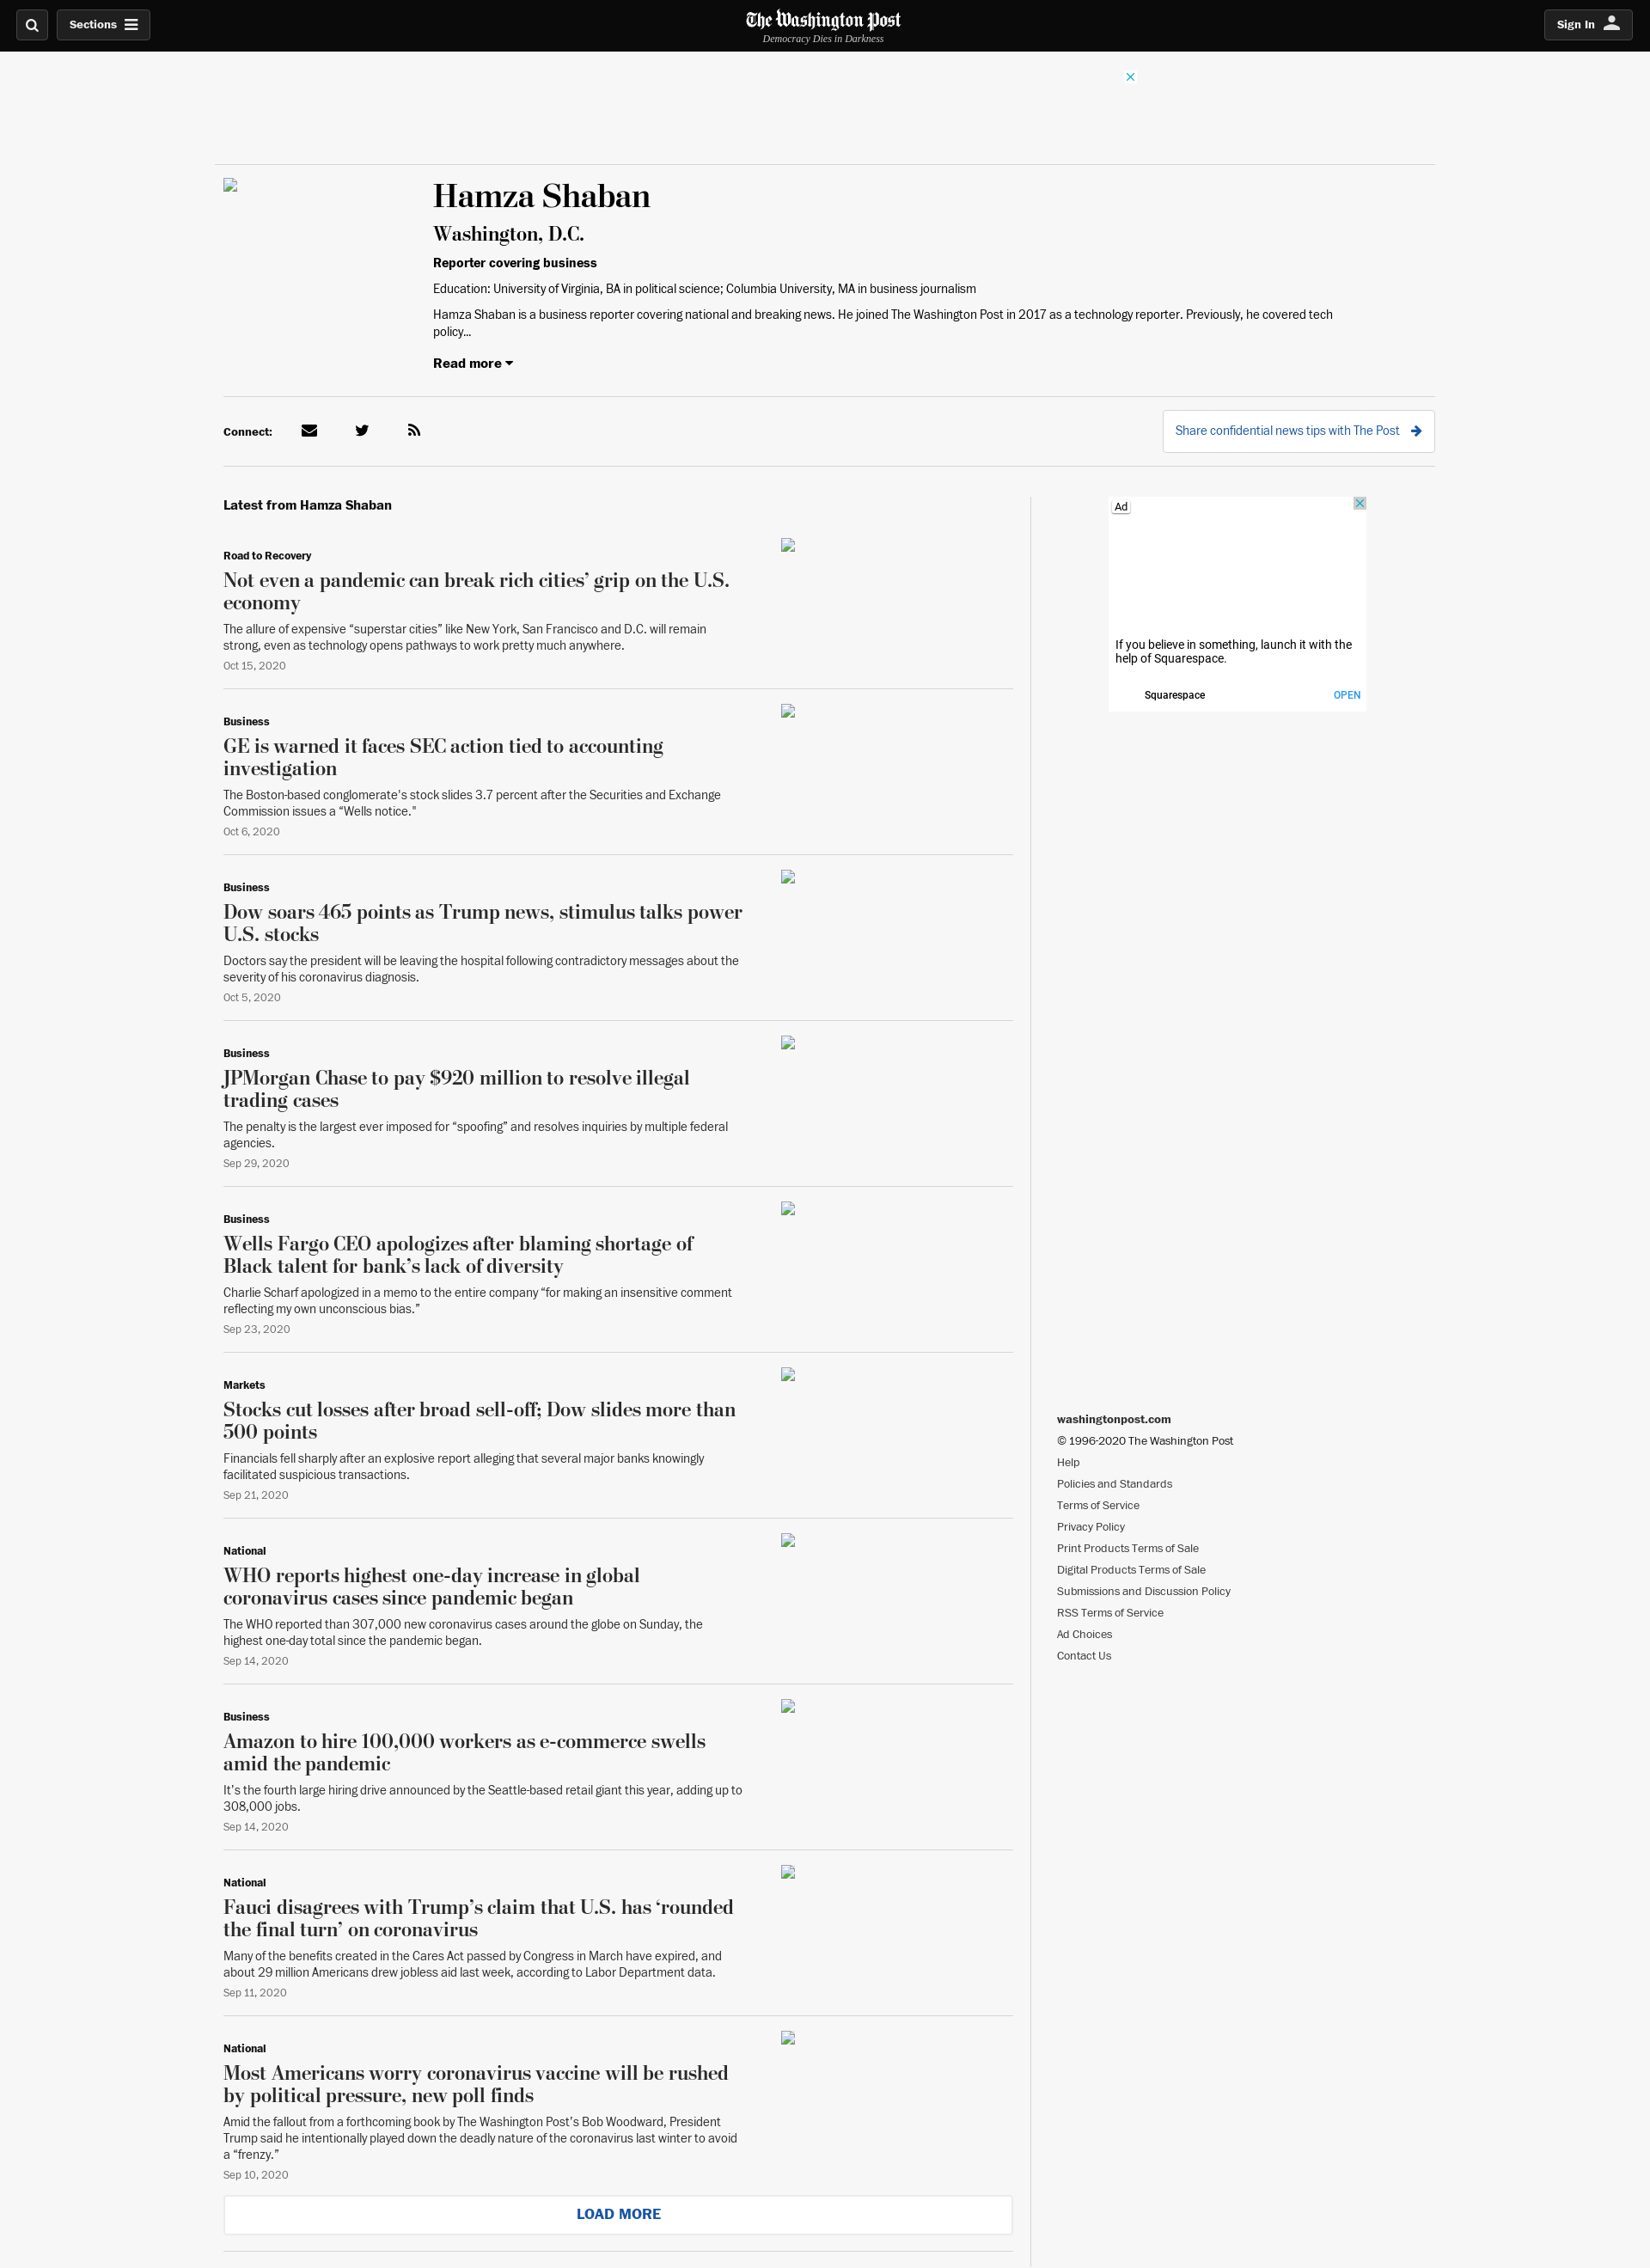 Sections
The Washington Post
Democracy Dies in Darkness
Sign In
Hamza Shaban
Washington, D.C.
Reporter covering business
Education: University of Virginia, BA in political science; Columbia University, MA in business journalism
Hamza Shaban is a business reporter covering national and breaking news. He joined The Washington Post in 2017 as a technology reporter. Previously, he covered tech
policy...
Read more
Connect:
Share confidential news tips with The Post
Latest from Hamza Shaban
Road to Recovery
Not even a pandemic can break rich cities’ grip on the U.S.
economy
The allure of expensive “superstar cities” like New York, San Francisco and D.C. will remain
strong, even as technology opens pathways to work pretty much anywhere.
Oct 15, 2020
Business
GE is warned it faces SEC action tied to accounting
investigation
The Boston-based conglomerate's stock slides 3.7 percent after the Securities and Exchange
Commission issues a “Wells notice."
Oct 6, 2020
Business
Dow soars 465 points as Trump news, stimulus talks power
U.S. stocks
Doctors say the president will be leaving the hospital following contradictory messages about the
severity of his coronavirus diagnosis.
Oct 5, 2020
Business
JPMorgan Chase to pay $920 million to resolve illegal
trading cases
The penalty is the largest ever imposed for “spoofing” and resolves inquiries by multiple federal
agencies.
Sep 29, 2020
Business
Wells Fargo CEO apologizes after blaming shortage of
Black talent for bank’s lack of diversity
Charlie Scharf apologized in a memo to the entire company “for making an insensitive comment
reflecting my own unconscious bias.”
Sep 23, 2020
Markets
Stocks cut losses after broad sell-off; Dow slides more than
500 points
Financials fell sharply after an explosive report alleging that several major banks knowingly
facilitated suspicious transactions.
Sep 21, 2020
National
WHO reports highest one-day increase in global
coronavirus cases since pandemic began
The WHO reported than 307,000 new coronavirus cases around the globe on Sunday, the
highest one-day total since the pandemic began.
Sep 14, 2020
Business
Amazon to hire 100,000 workers as e-commerce swells
amid the pandemic
It’s the fourth large hiring drive announced by the Seattle-based retail giant this year, adding up to
308,000 jobs.
Sep 14, 2020
National
Fauci disagrees with Trump’s claim that U.S. has ‘rounded
the final turn’ on coronavirus
Many of the benefits created in the Cares Act passed by Congress in March have expired, and
about 29 million Americans drew jobless aid last week, according to Labor Department data.
Sep 11, 2020
National
Most Americans worry coronavirus vaccine will be rushed
by political pressure, new poll finds
Amid the fallout from a forthcoming book by The Washington Post’s Bob Woodward, President
Trump said he intentionally played down the deadly nature of the coronavirus last winter to avoid
a “frenzy.”
Sep 10, 2020
LOAD MORE
Ad
If you believe in something, launch it with the
help of Squarespace.
Squarespace
OPEN
washingtonpost.com
© 1996-2020 The Washington Post
Help
Policies and Standards
Terms of Service
Privacy Policy
Print Products Terms of Sale
Digital Products Terms of Sale
Submissions and Discussion Policy
RSS Terms of Service
Ad Choices
Contact Us